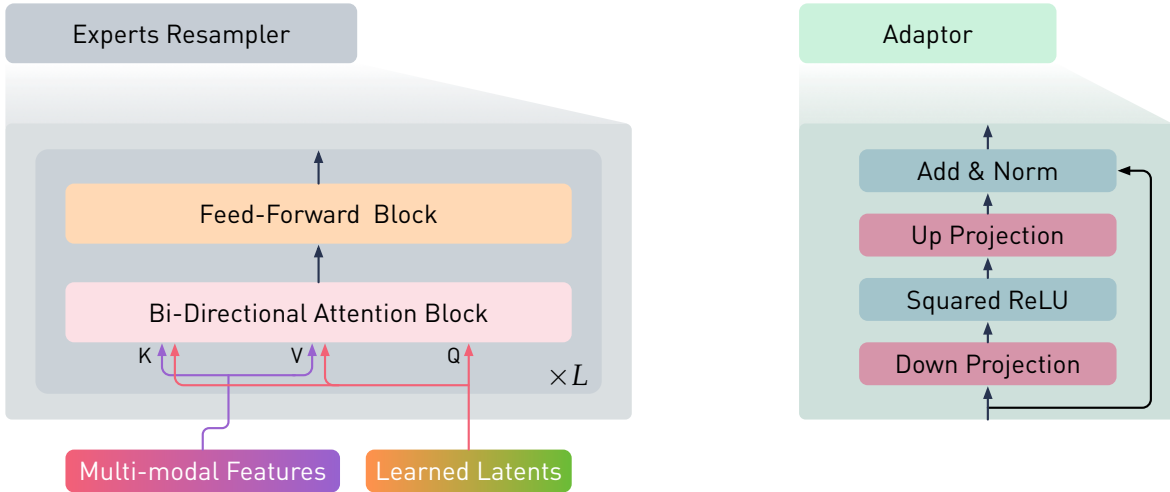 Experts Resampler
Feed-Forward Block
Bi-Directional Attention Block
K
V
Q
×L
Multi-modal Features
Learned Latents
Adaptor
Add & Norm
Up Projection
Squared ReLU
Down Projection